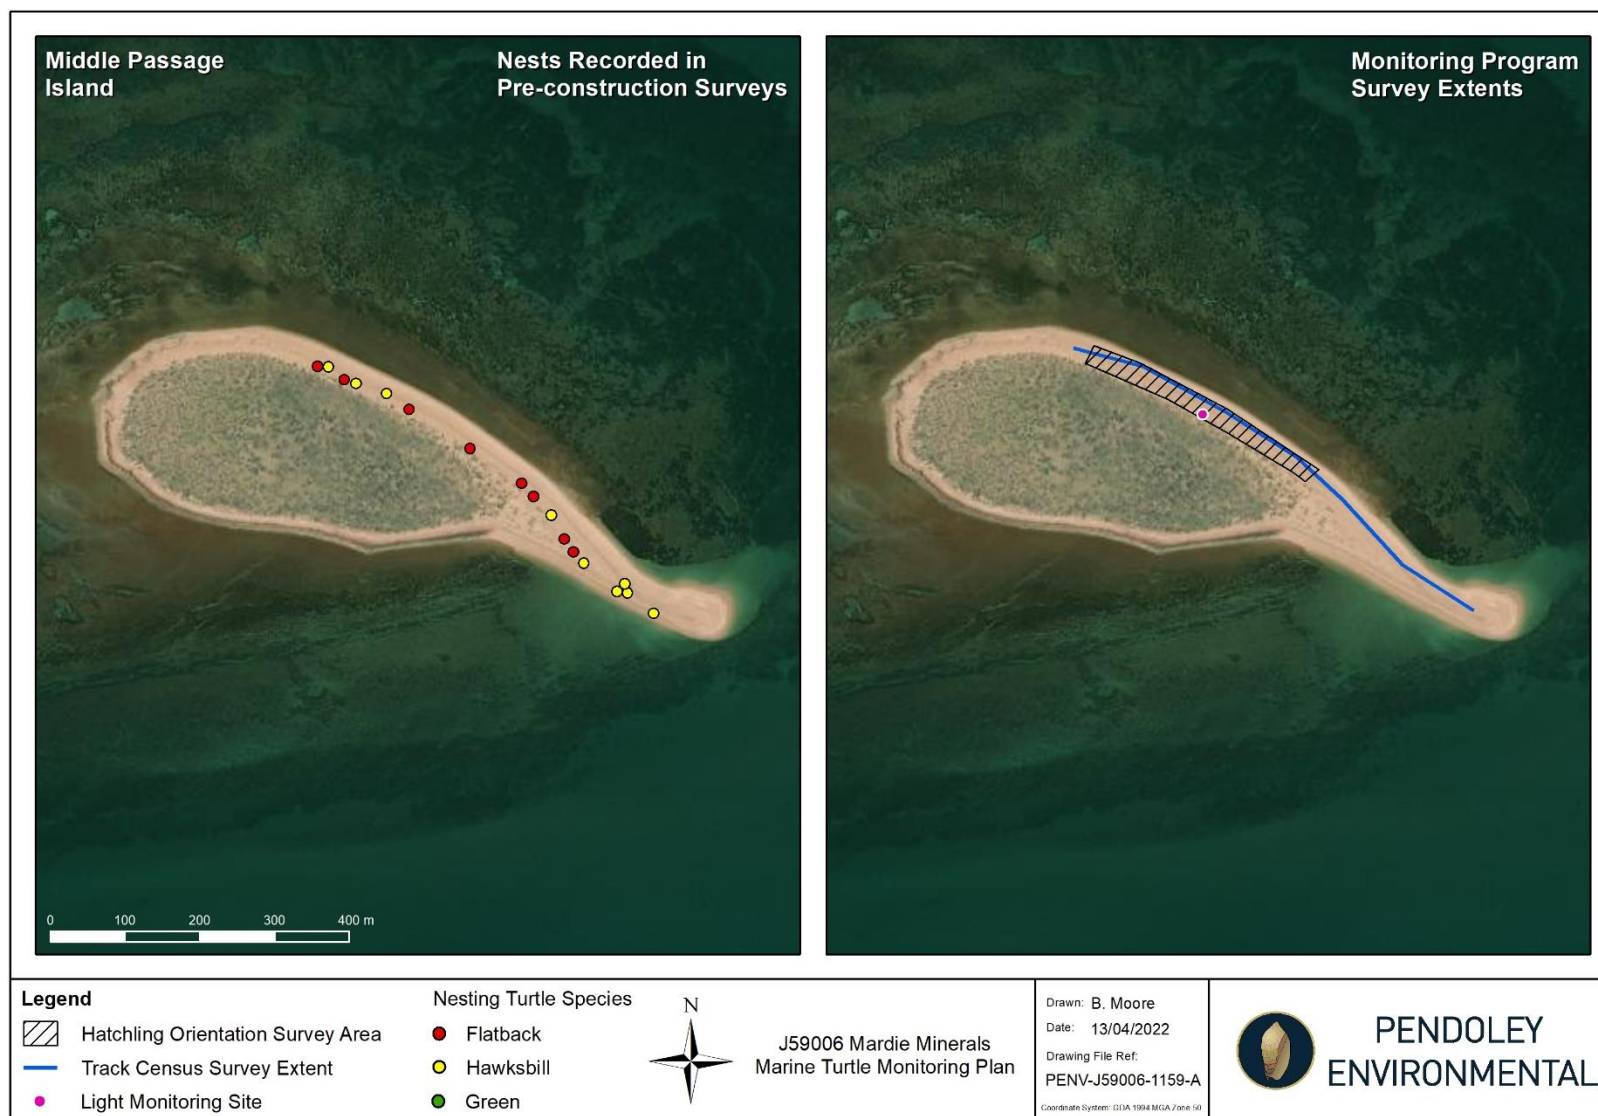 Middle Passage
Island
Nests Recorded in
Pre-construction Surveys
Monitoring Program
Survey Extents
0 100 200 300 400 m
Legend
Hatchling Orientation Survey Area
Track Census Survey Extent
Light Monitoring Site
Nesting Turtle Species
Flatback
Hawksbill
Green
N
J59006 Mardie Minerals
Marine Turtle Monitoring Plan
Drawn: B. Moore
Date: 13/04/2022
Drawing File Ref:
PENV-J59006-1159-A
Coordinate System: GDA 1994 MGA Zone 50
PENDOLEY
ENVIRONMENTAL